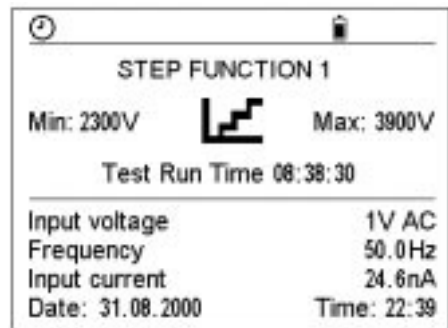 STEP FUNCTION 1
Min: 2300V Max: 3900V
Test Run Time 08:38:30
Input voltage 1V AC
Frequency 50.0Hz
Input current 24.6nA
Date: 31.08.2000 Time: 22:39